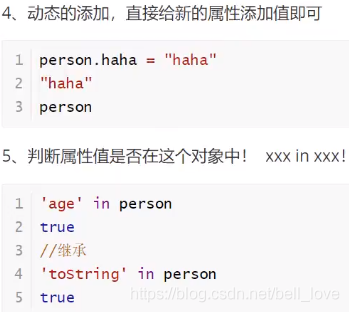 4、动态的添加，直接给新的属性添加值即可
1 person.haha = "haha"
2 "haha"
3 person
5、判断属性值是否在这个对象中！ xxx in xxx！
1 'age' in person
2 true
3 //继承
4 'toString' in person
5 true
https://blog.csdn.net/bell_love